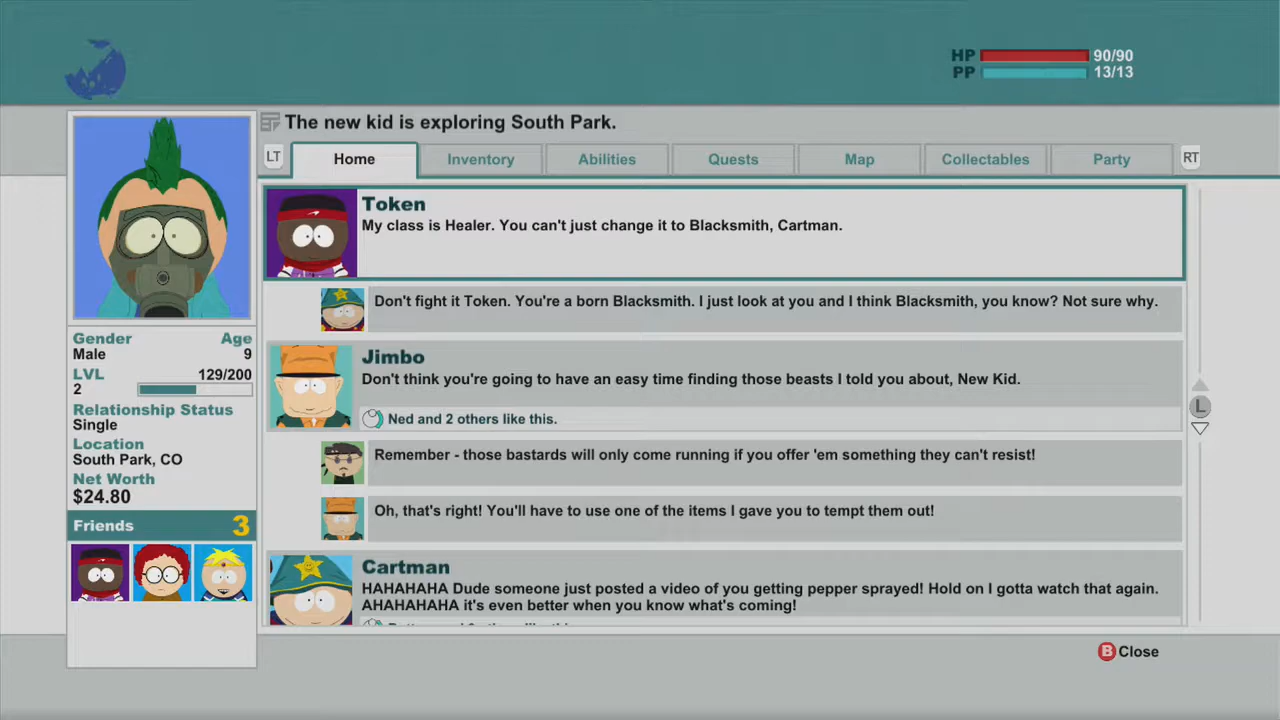 HP 90/90
PP 13/13
The new kid is exploring South Park.
LT Home Inventory Abilities Quests Map Collectables Party RT
Token
My class is Healer. You can't just change it to Blacksmith, Cartman.
Don't fight it Token. You're a born Blacksmith. I just look at you and I think Blacksmith, you know? Not sure why.
Jimbo
Don't think you're going to have an easy time finding those beasts I told you about, New Kid.
Ned and 2 others like this.
Remember - those bastards will only come running if you offer 'em something they can't resist!
Oh, that's right! You'll have to use one of the items I gave you to tempt them out!
Cartman
HAHAHAHA Dude someone just posted a video of you getting pepper sprayed! Hold on I gotta watch that again.
AHAHAHAHA it's even better when you know what's coming!
Gender Age
Male 9
LVL 129/200
2
Relationship Status
Single
Location
South Park, CO
Net Worth
$24.80
Friends 3
L
B Close